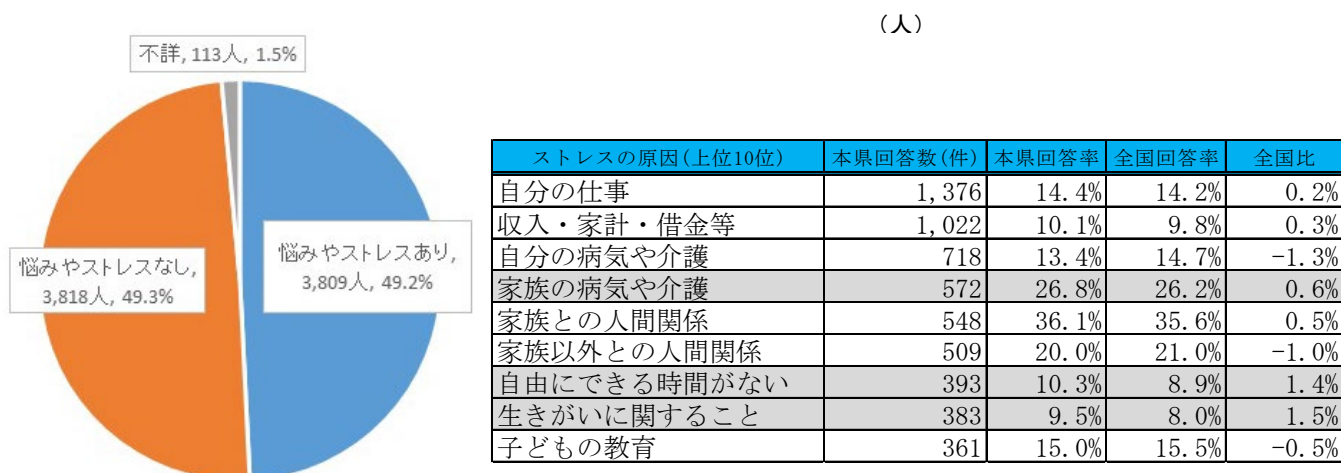 （人）
不詳, 113人, 1.5%
悩みやストレスあり,
3,809人, 49.2%
悩みやストレスなし,
3,818人, 49.3%
ストレスの原因(上位10位) 本県回答数(件) 本県回答率 全国回答率 全国比
自分の仕事 1,376 14.4% 14.2% 0.2%
収入・家計・借金等 1,022 10.1% 9.8% 0.3%
自分の病気や介護 718 13.4% 14.7% -1.3%
家族の病気や介護 572 26.8% 26.2% 0.6%
家族との人間関係 548 36.1% 35.6% 0.5%
家族以外との人間関係 509 20.0% 21.0% -1.0%
自由にできる時間がない 393 10.3% 8.9% 1.4%
生きがいに関すること 383 9.5% 8.0% 1.5%
子どもの教育 361 15.0% 15.5% -0.5%